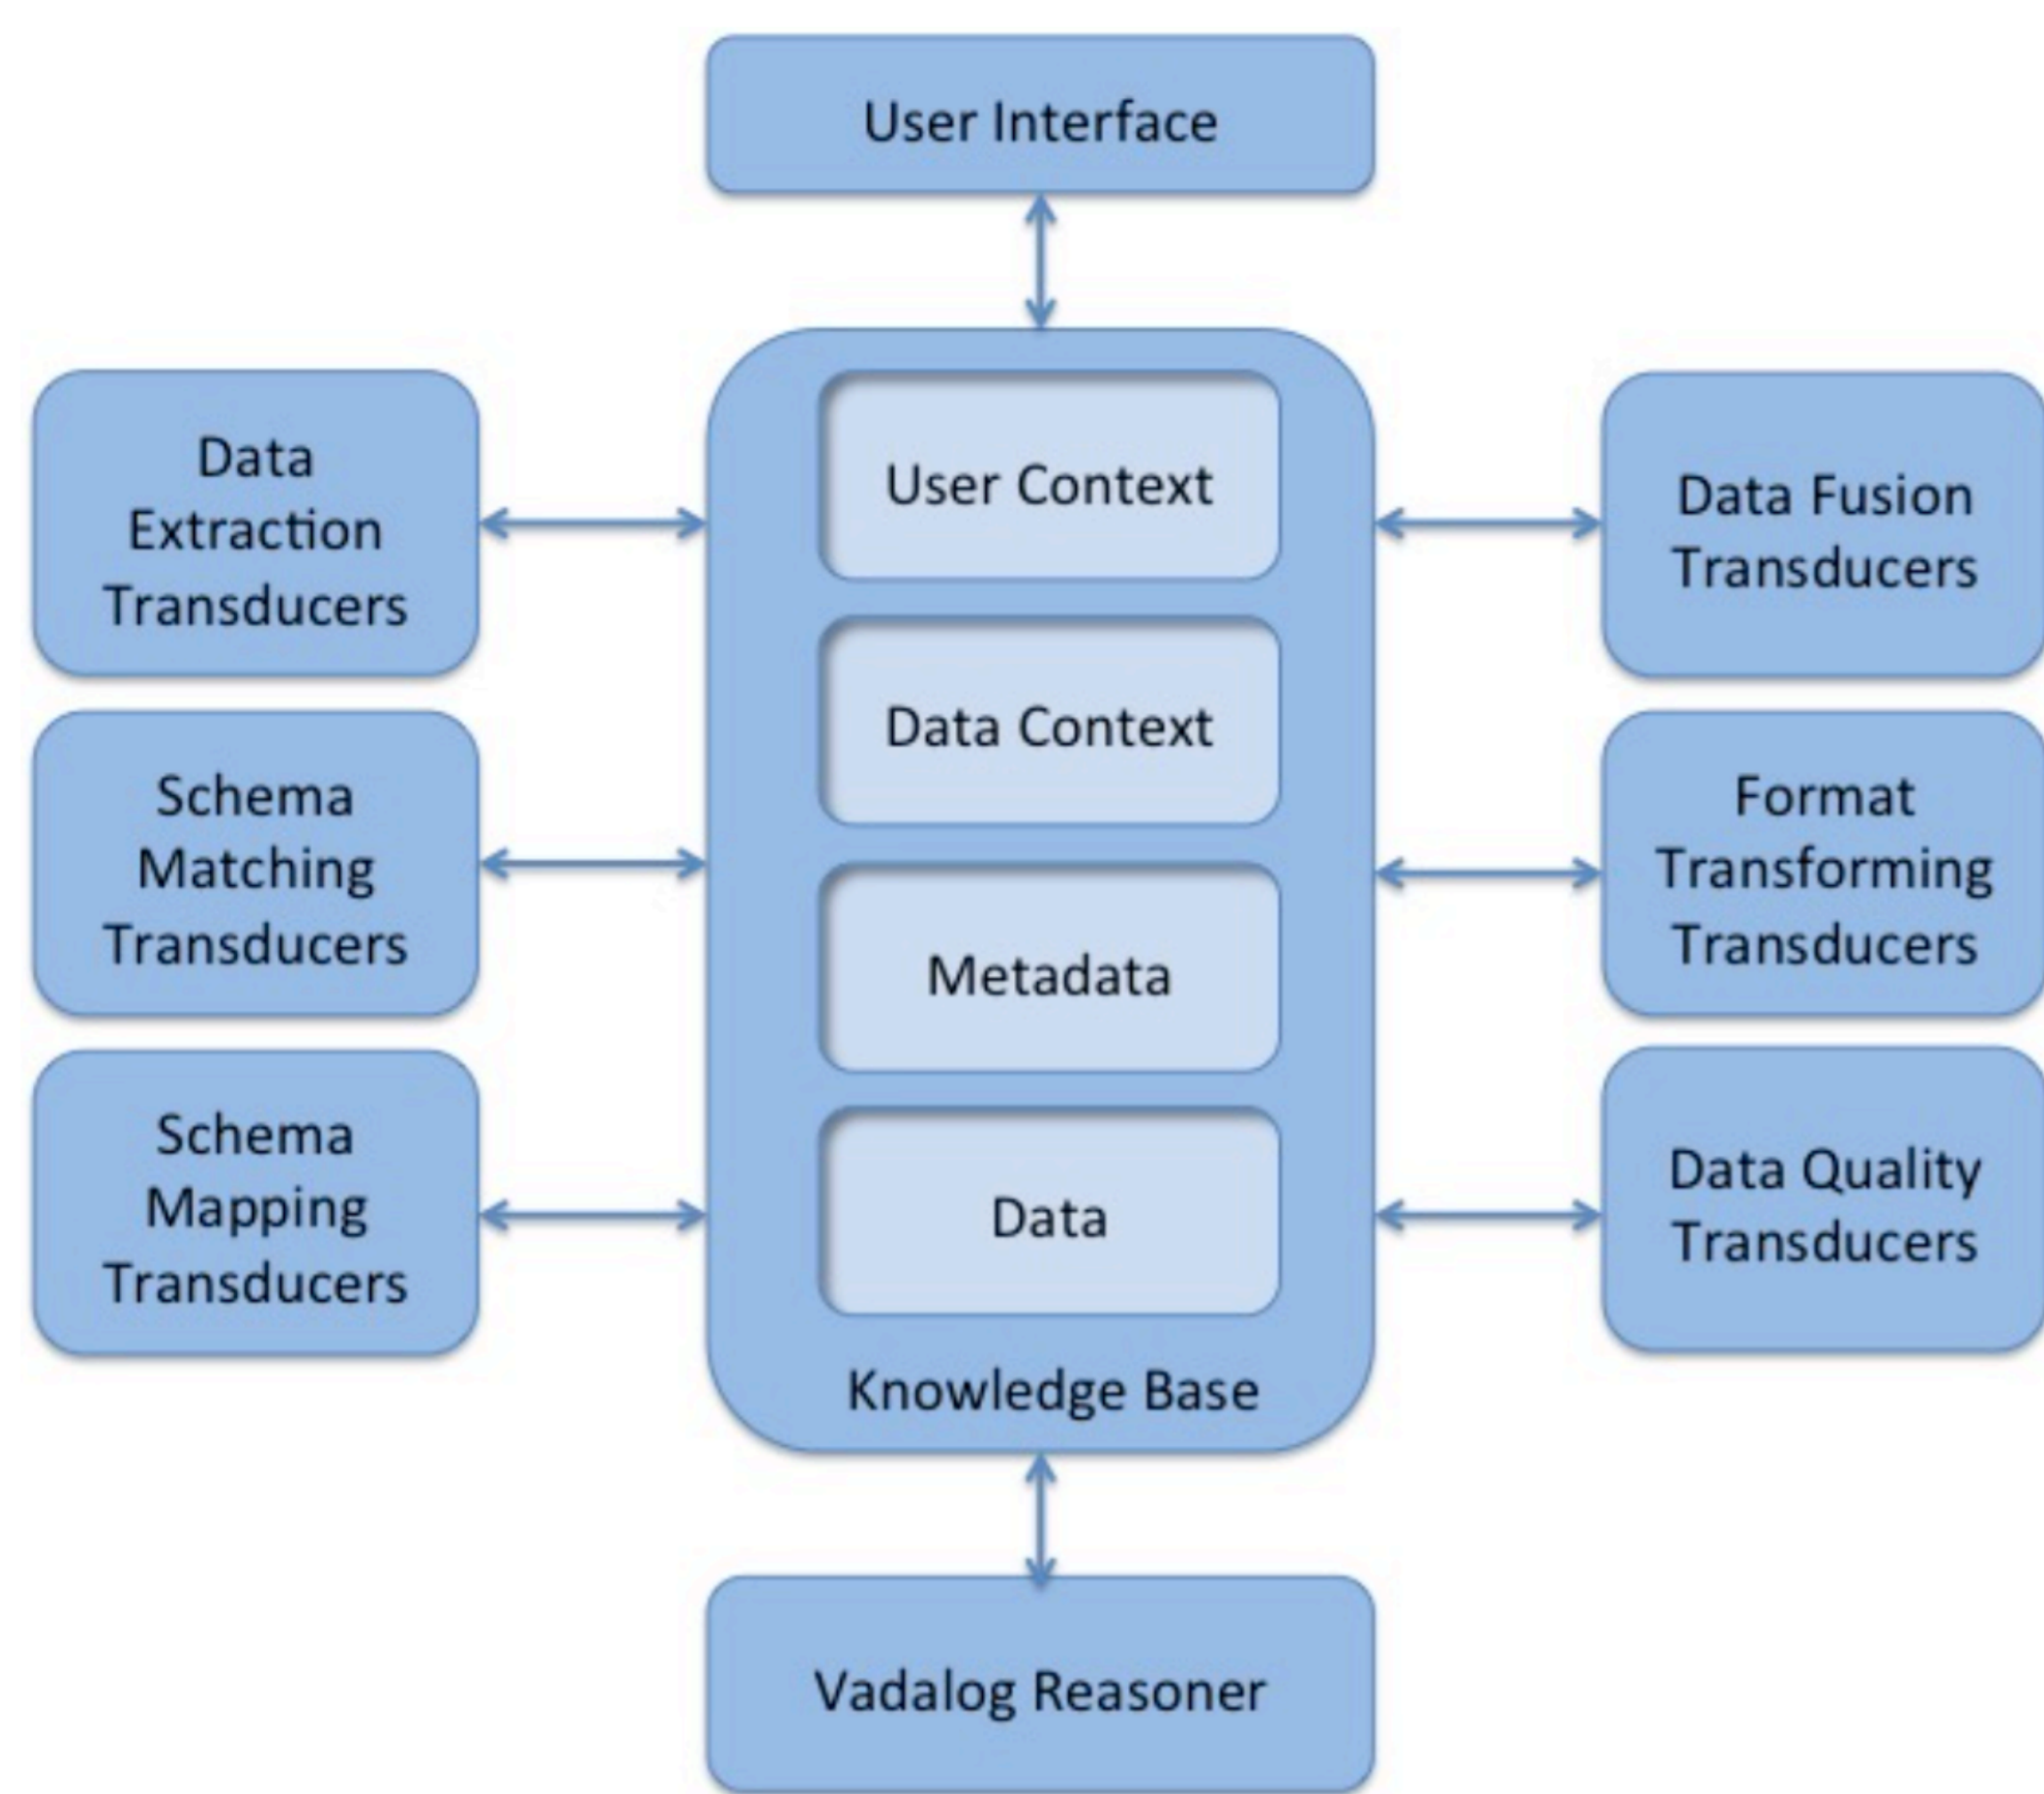 User Interface
Data
Extraction
Transducers
Schema
Matching
Transducers
Schema
Mapping
Transducers
User Context
Data Context
Metadata
Data
Knowledge Base
Data Fusion
Transducers
Format
Transforming
Transducers
Data Quality
Transducers
Vadalog Reasoner